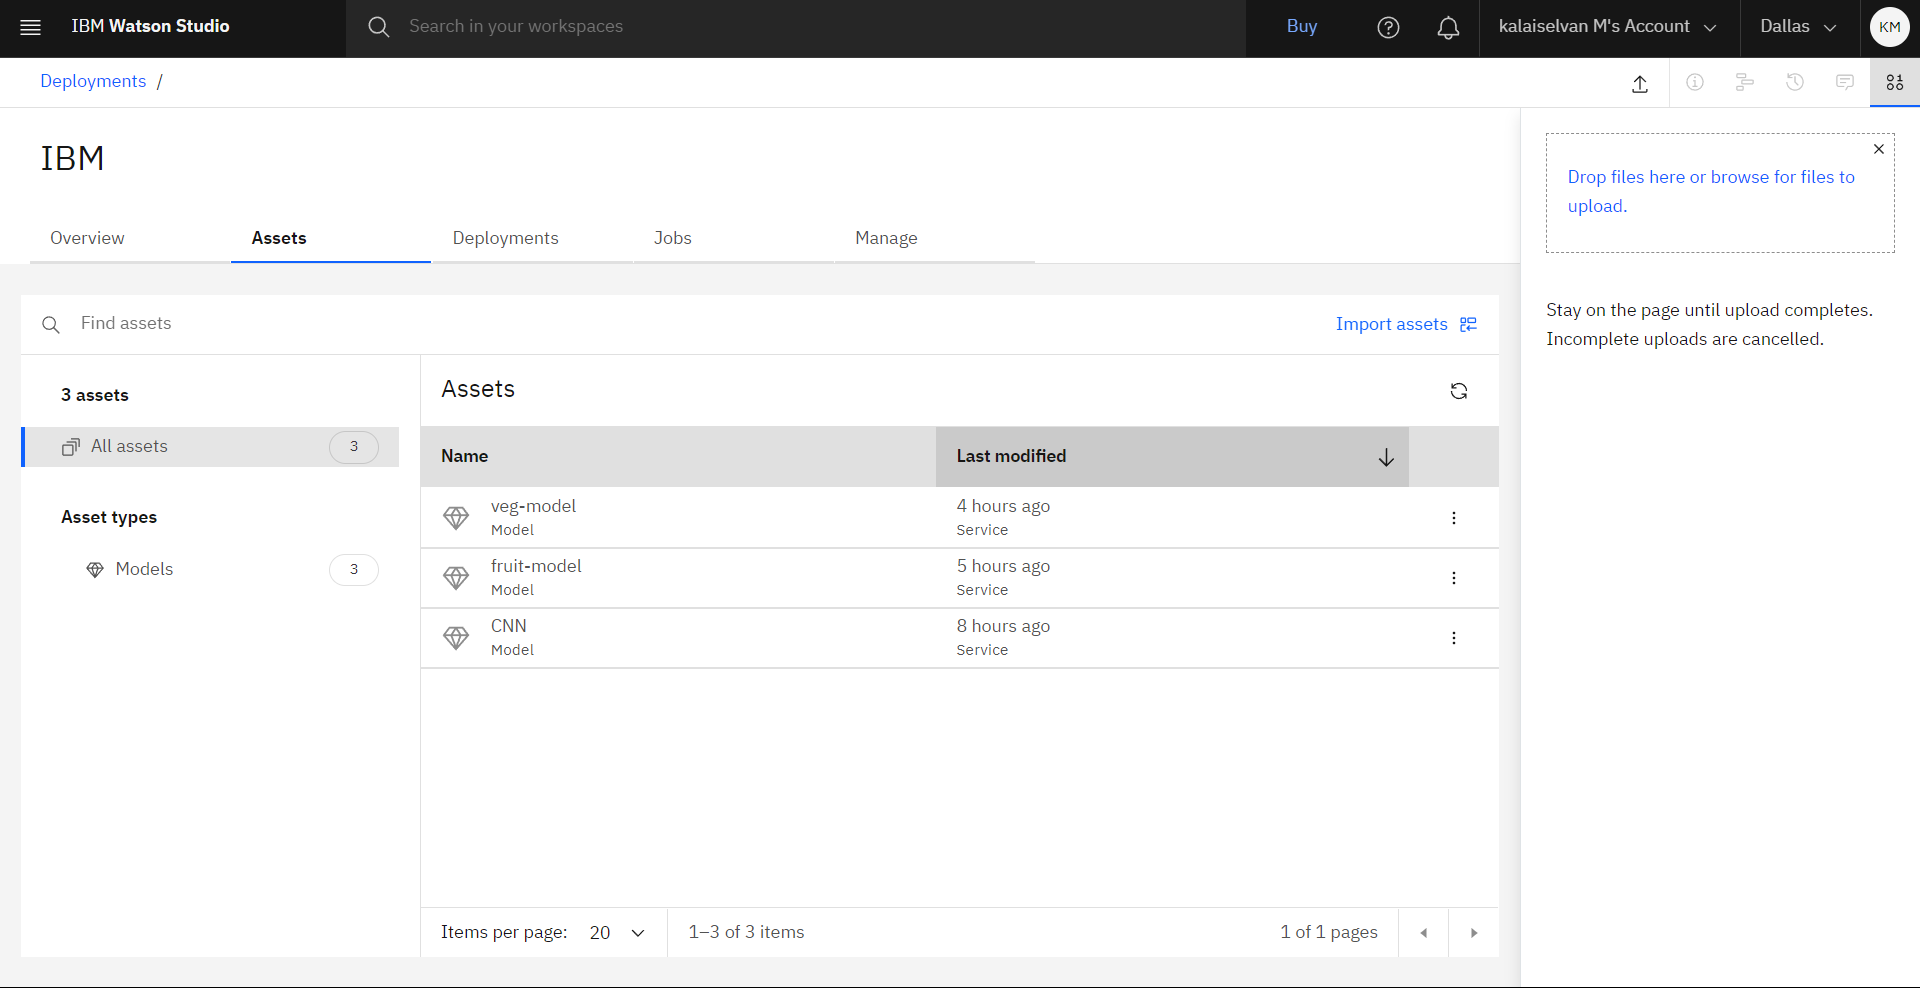 IBM Watson Studio
Search in your workspaces
Buy
kalaiselvan M's Account
Dallas
KM
Deployments /
IBM
Overview
Assets
Deployments
Jobs
Manage
Drop files here or browse for files to
upload.
Stay on the page until upload completes.
Incomplete uploads are cancelled.
Find assets
Import assets
3 assets
All assets
3
Asset types
Models
3
Assets
Name
Last modified
veg-model
Model
4 hours ago
Service
fruit-model
Model
5 hours ago
Service
CNN
Model
8 hours ago
Service
Items per page: 20
1–3 of 3 items
1 of 1 pages